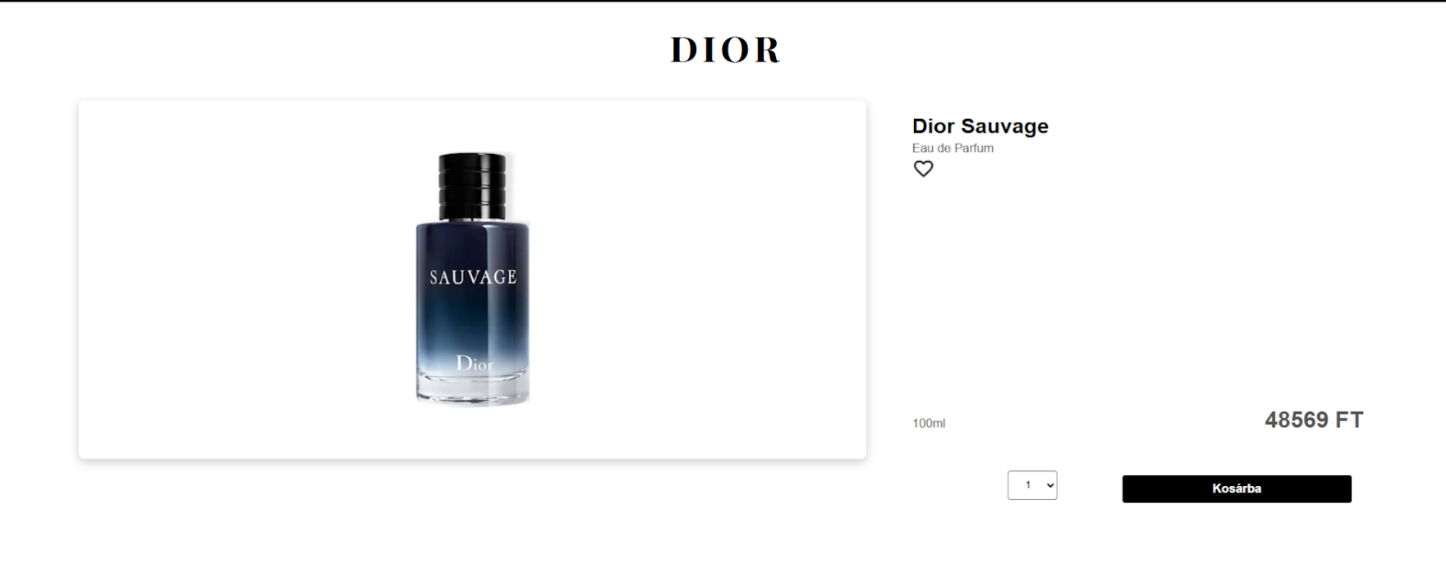 DIOR
SAUVAGE
Dior
Dior Sauvage
Eau de Parfum
100ml
48569 FT
1
Kosárba